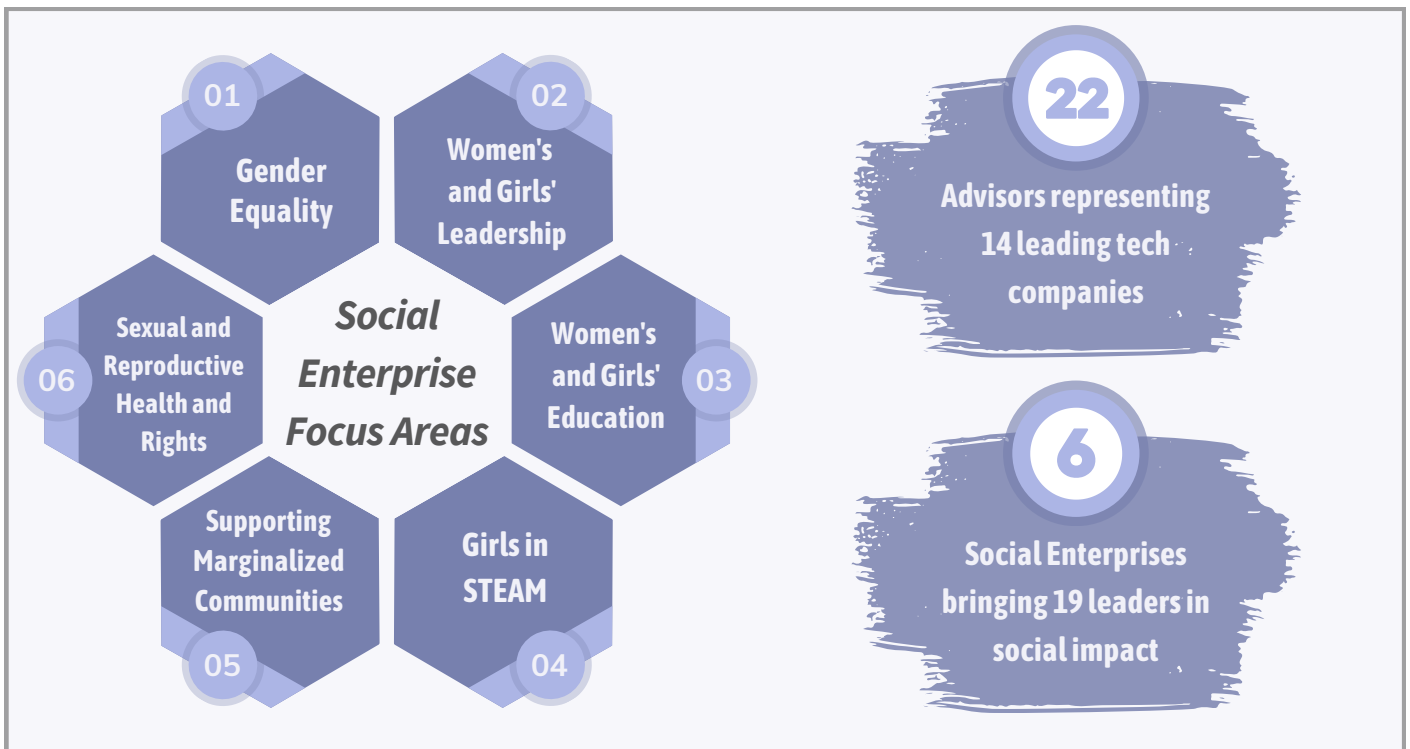 01
Gender
Equality
02
Women's
and Girls'
Leadership
03
Women's
and Girls'
Education
04
Girls in
STEAM
05
Supporting
Marginalized
Communities
06
Sexual and
Reproductive
Health and
Rights
Social
Enterprise
Focus Areas
22
Advisors representing
14 leading tech
companies
6
Social Enterprises
bringing 19 leaders in
social impact